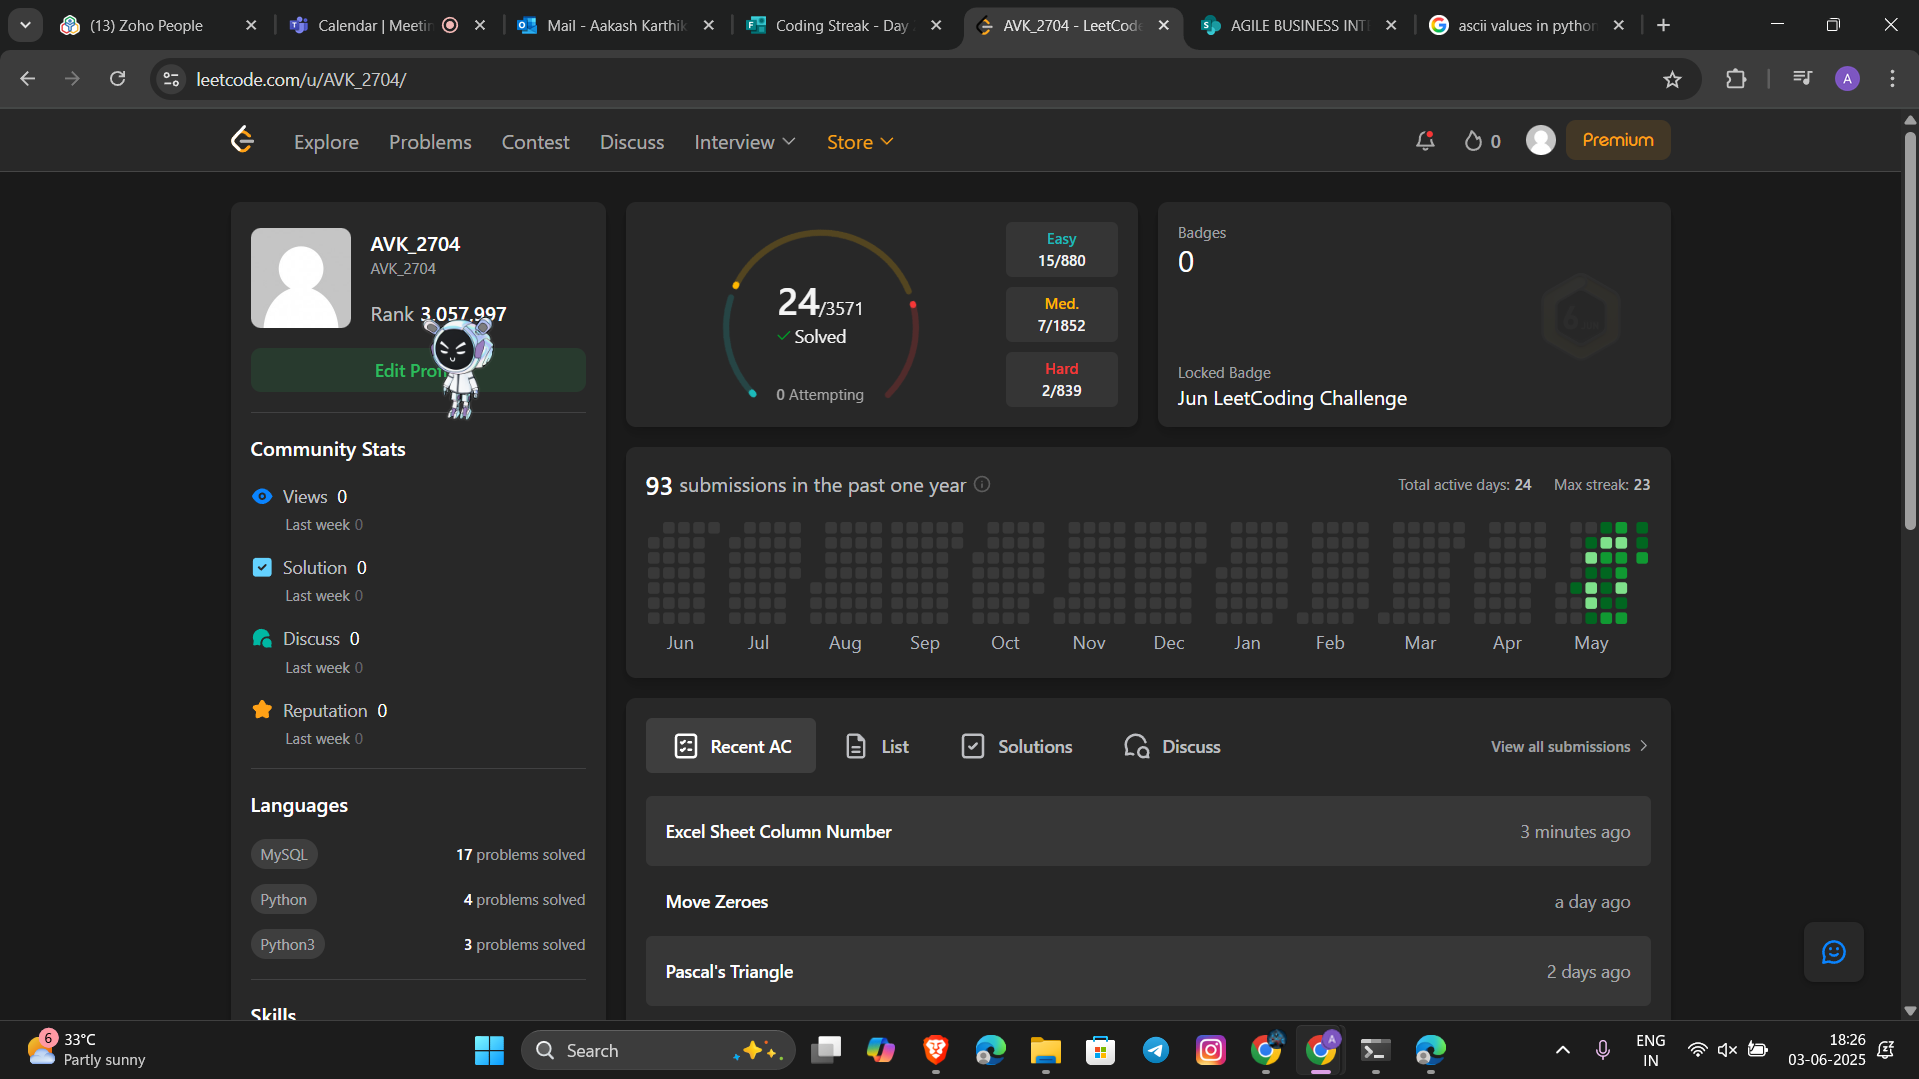 (13) Zoho People
Calendar | Meetin
Mail - Aakash Karthik
Coding Streak - Day
AVK_2704 - LeetCode
AGILE BUSINESS INT
ascii values in python
leetcode.com/u/AVK_2704/
A
Explore
Problems
Contest
Discuss
Interview
Store
0
Premium
AVK_2704
AVK_2704
Rank 3,057,997
Edit Profi
Community Stats
Views 0
Last week 0
Solution 0
Last week 0
Discuss 0
Last week 0
Reputation 0
Last week 0
Languages
MySQL
17 problems solved
Python
4 problems solved
Python3
3 problems solved
Skills
24/3571
Solved
0 Attempting
Easy
15/880
Med.
7/1852
Hard
2/839
Badges
0
Locked Badge
Jun LeetCoding Challenge
93 submissions in the past one year
Total active days: 24
Max streak: 23
Jun
Jul
Aug
Sep
Oct
Nov
Dec
Jan
Feb
Mar
Apr
May
Recent AC
List
Solutions
Discuss
View all submissions
Excel Sheet Column Number
3 minutes ago
Move Zeroes
a day ago
Pascal's Triangle
2 days ago
6
33°C
Partly sunny
Search
A
ENG
IN
18:26
03-06-2025